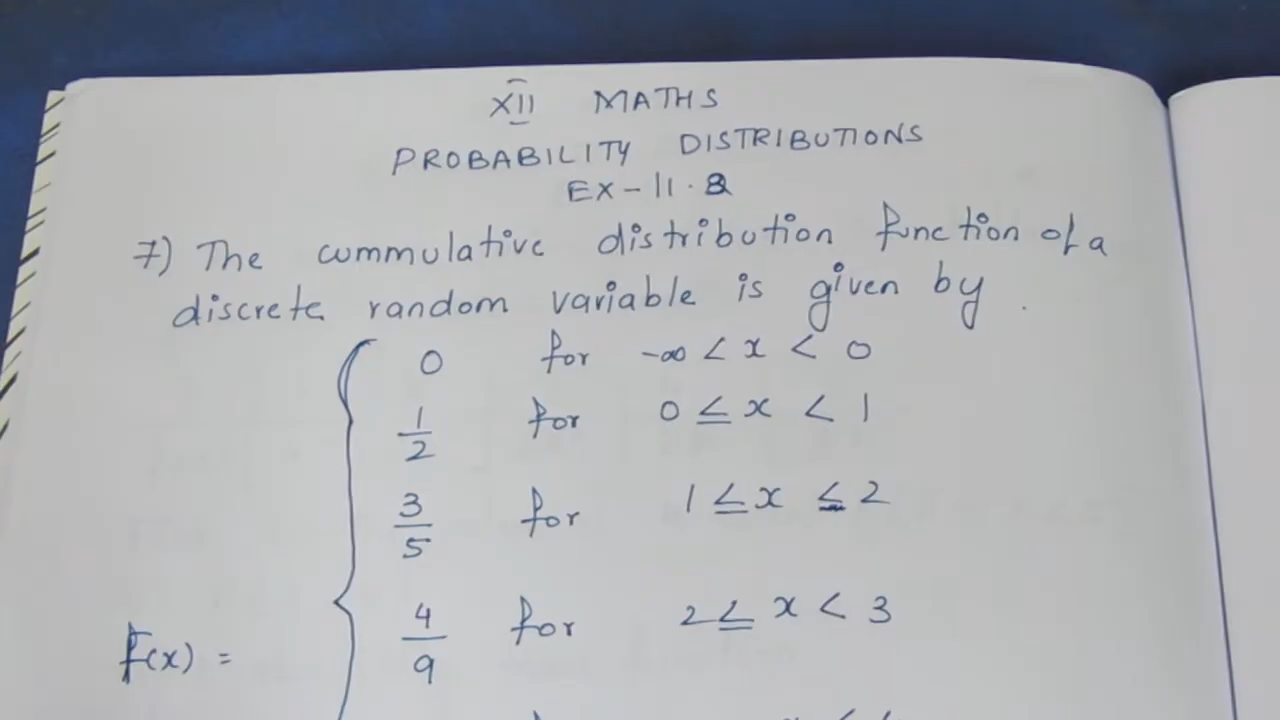 XII MATHS
PROBABILITY DISTRIBUTIONS
EX-11.2
7) The cummulative distribution function of a
discrete random variable is given by.
0 for -∞ < x < 0
1/2 for 0 ≤ x < 1
3/5 for 1 ≤ x ≤ 2
4/9 for 2 ≤ x < 3
F(x) =